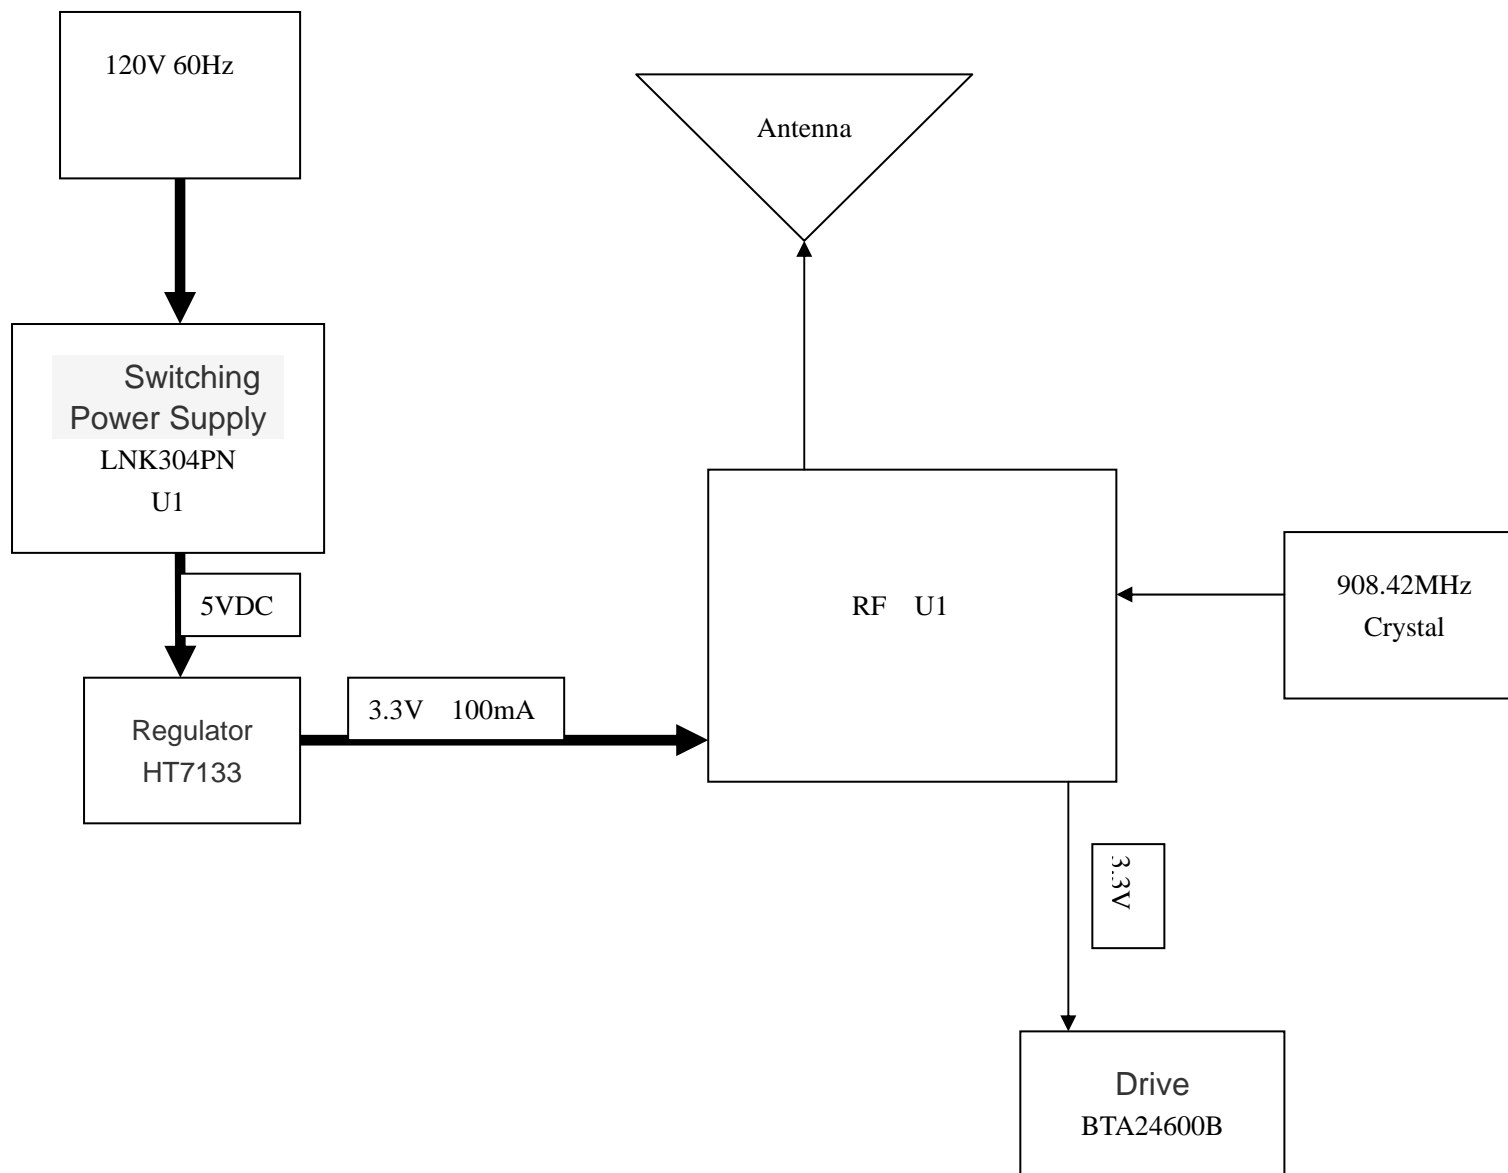 120V 60Hz
Antenna
Switching
Power Supply
LNK304PN
U1
5VDC
Regulator
HT7133
3.3V 100mA
RF U1
908.42MHz
Crystal
3.3V
Drive
BTA24600B